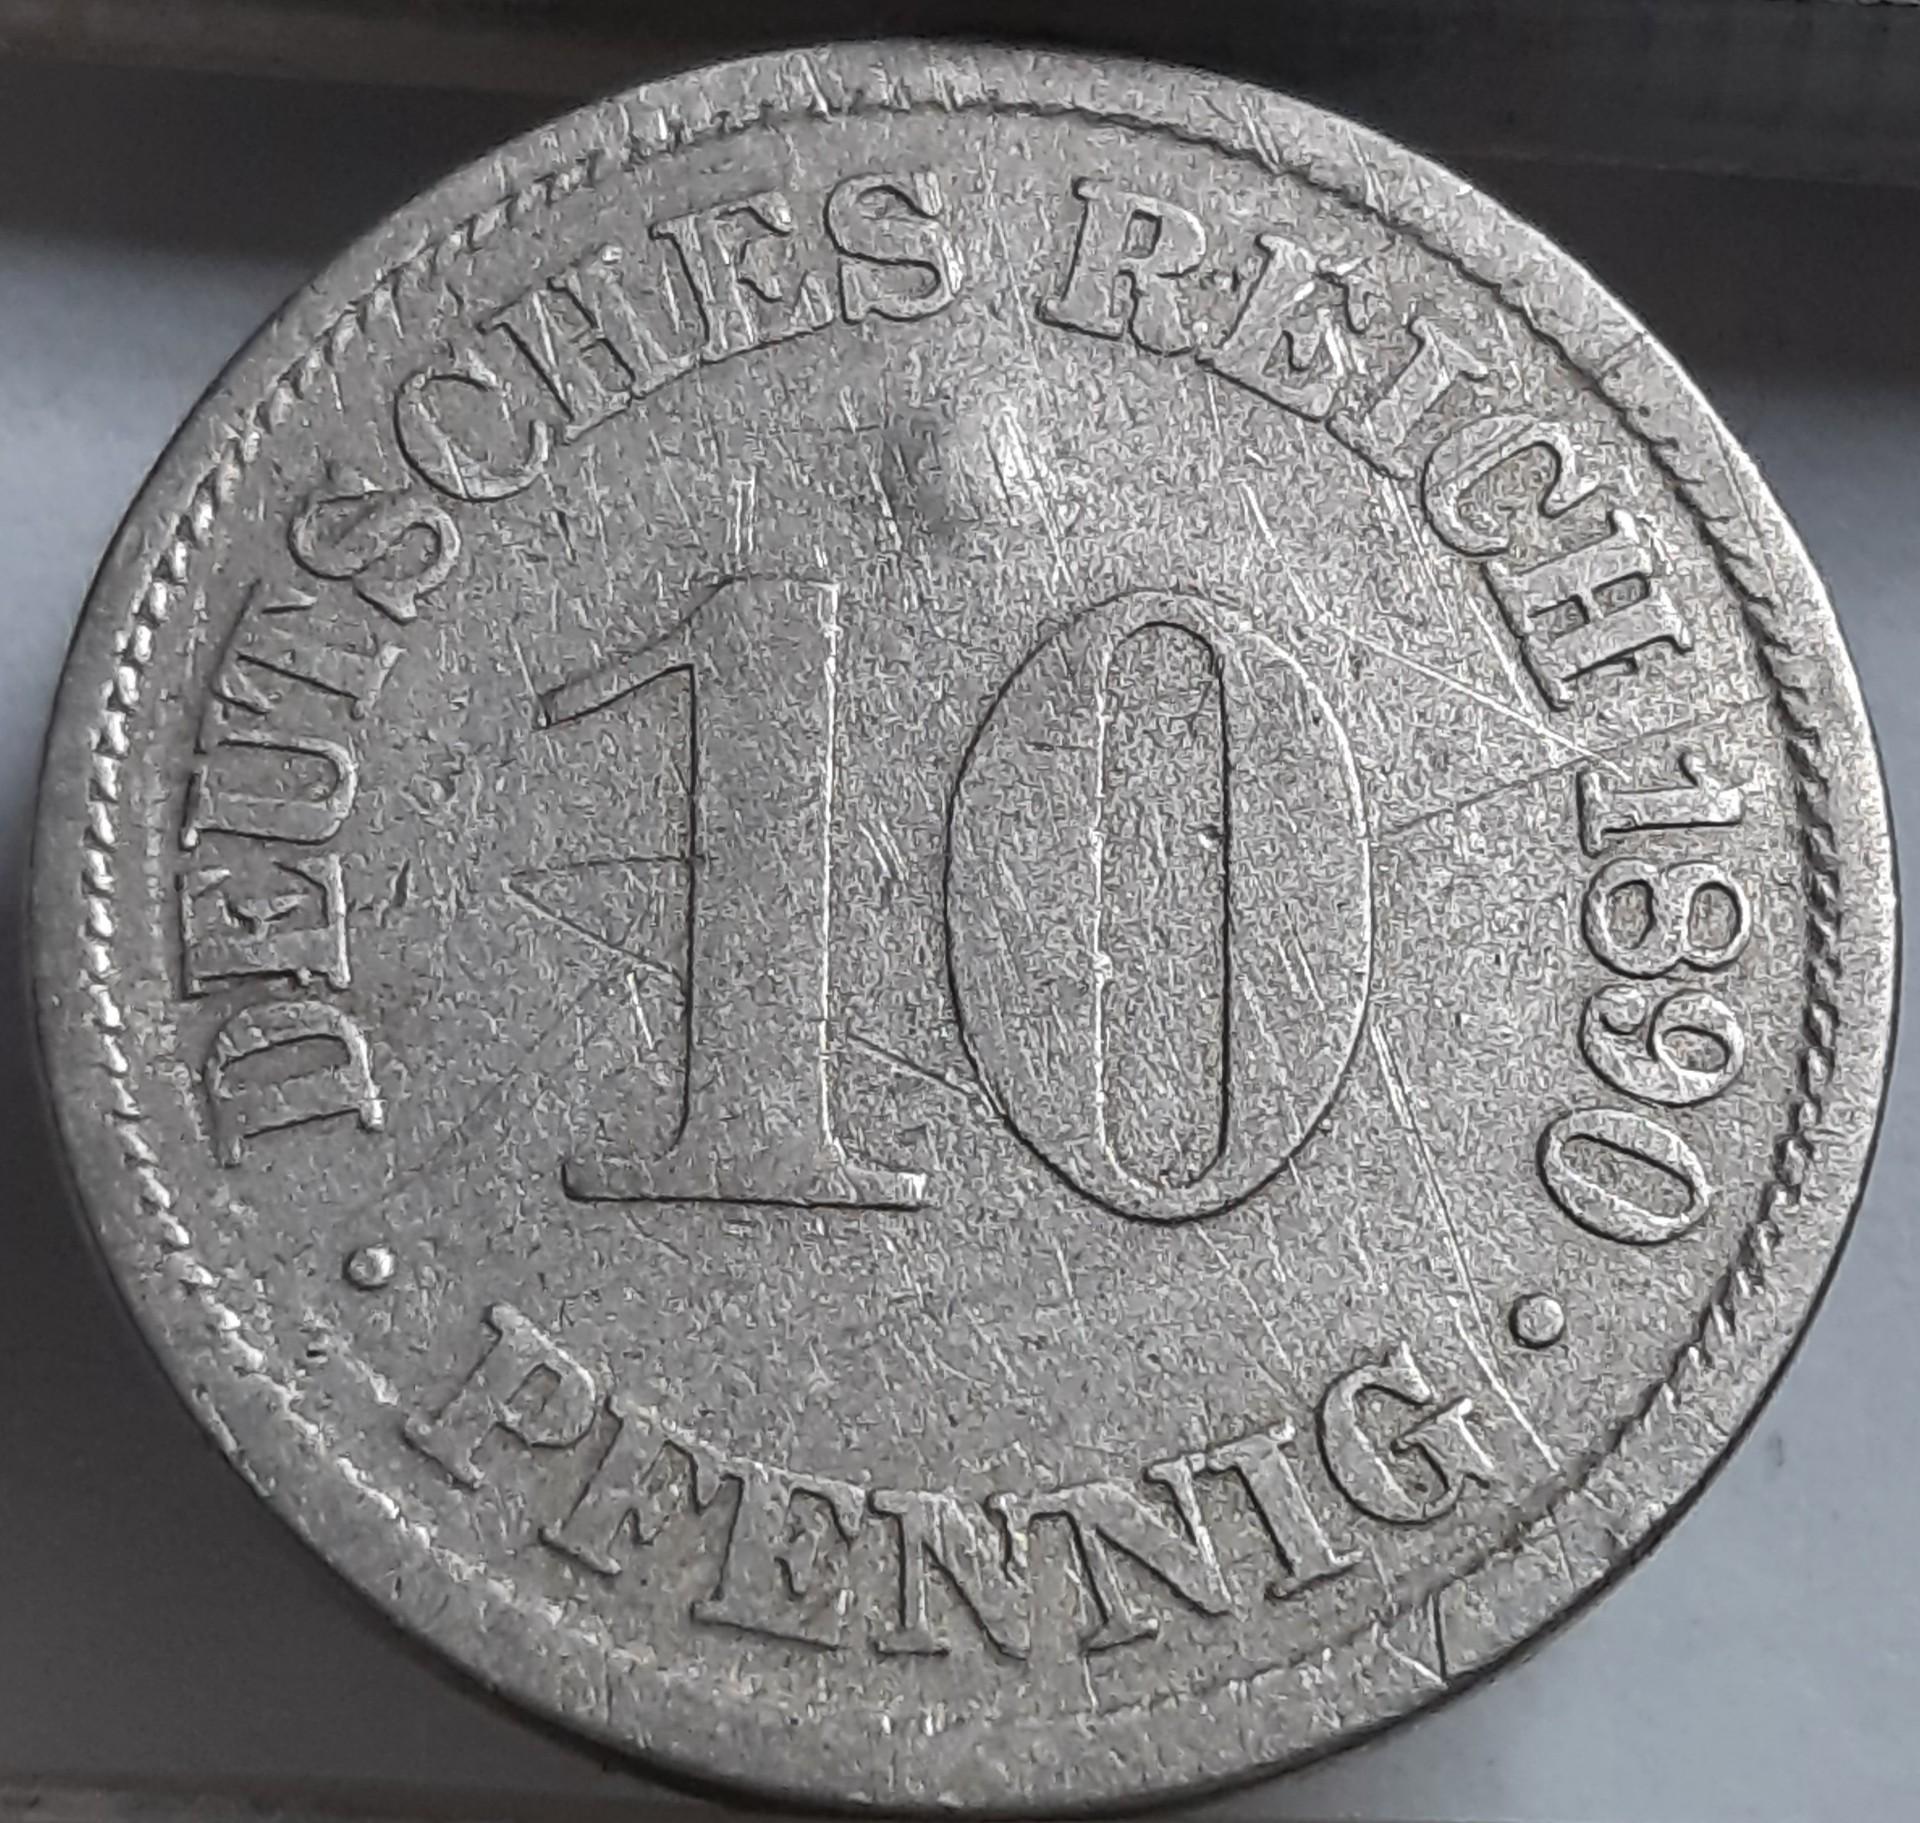 DEUTSCHES REICH 1890
10
• PFENNIG •